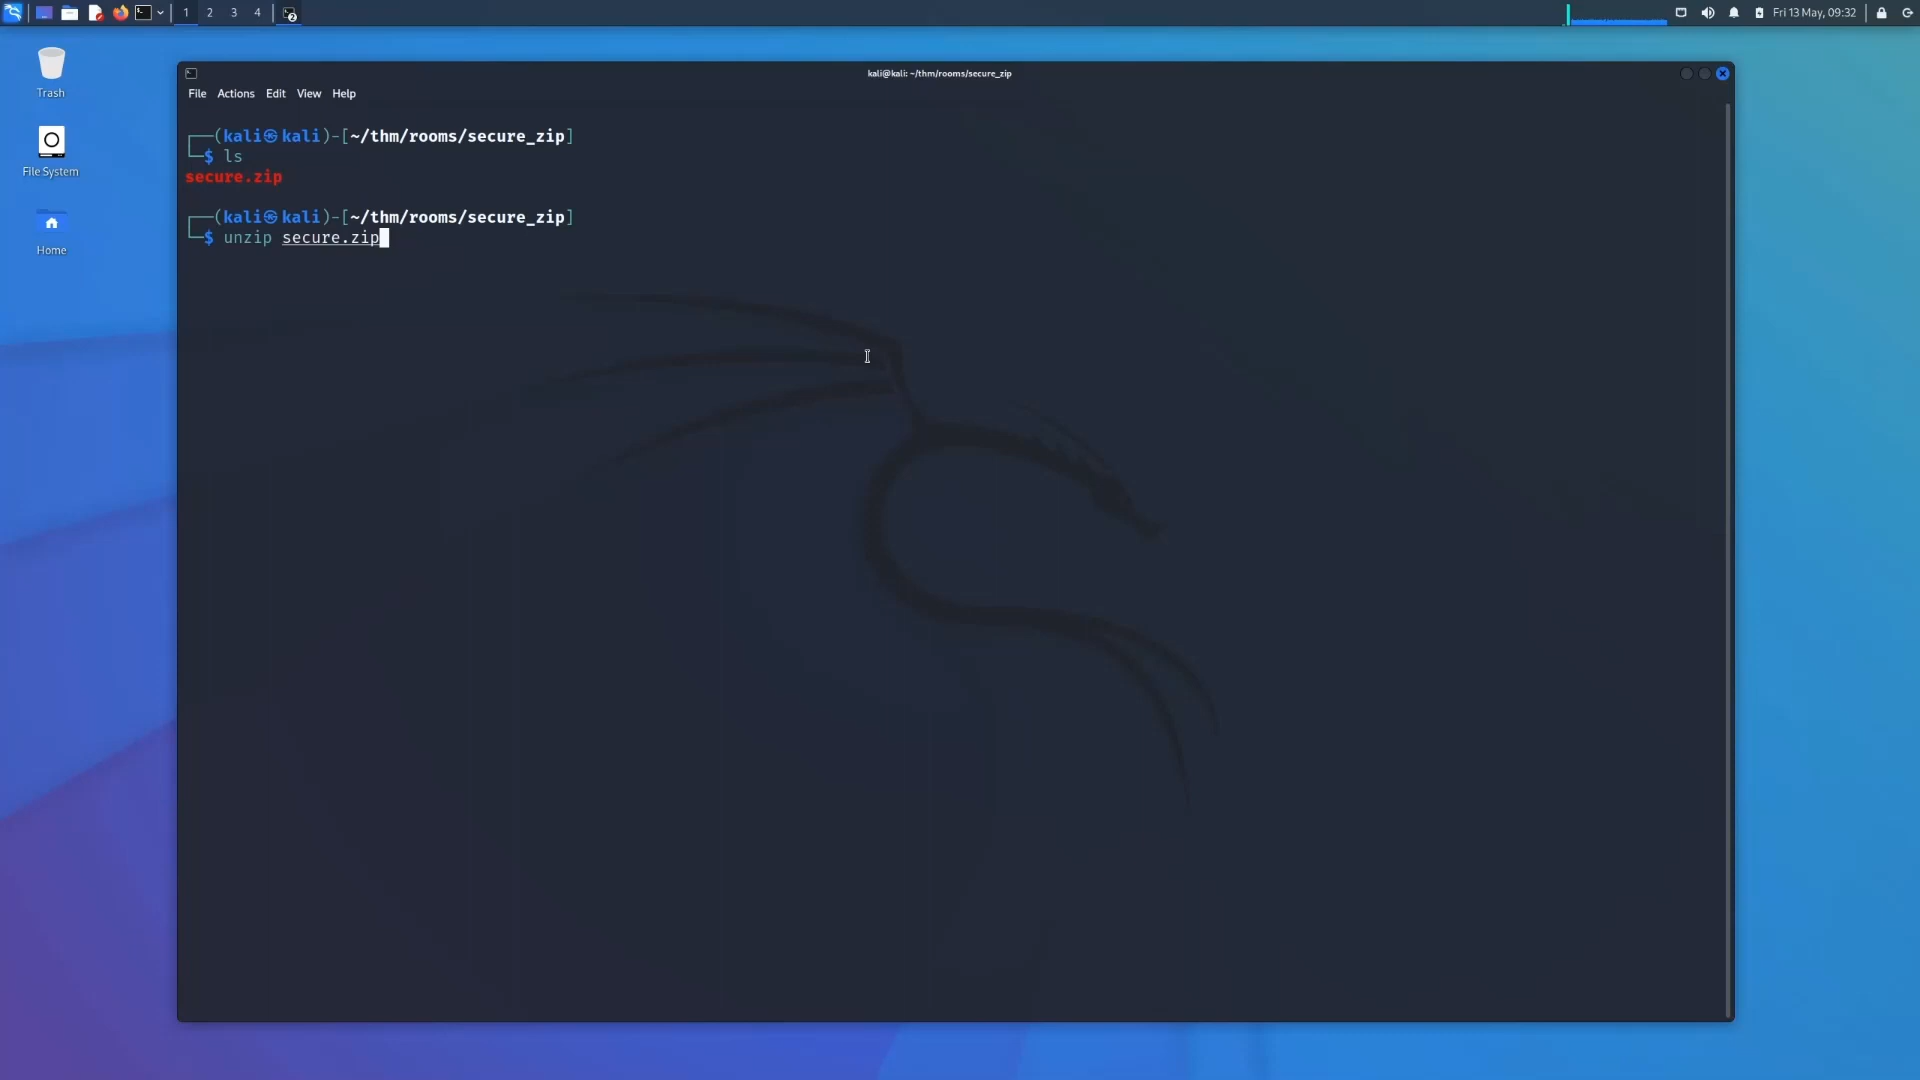 1 2 3 4
Fri 13 May, 09:32
Trash
File System
Home
kali@kali: ~/thm/rooms/secure_zip
File Actions Edit View Help
┌──(kali㉿kali)-[~/thm/rooms/secure_zip]
└─$ ls
secure.zip
┌──(kali㉿kali)-[~/thm/rooms/secure_zip]
└─$ unzip secure.zip